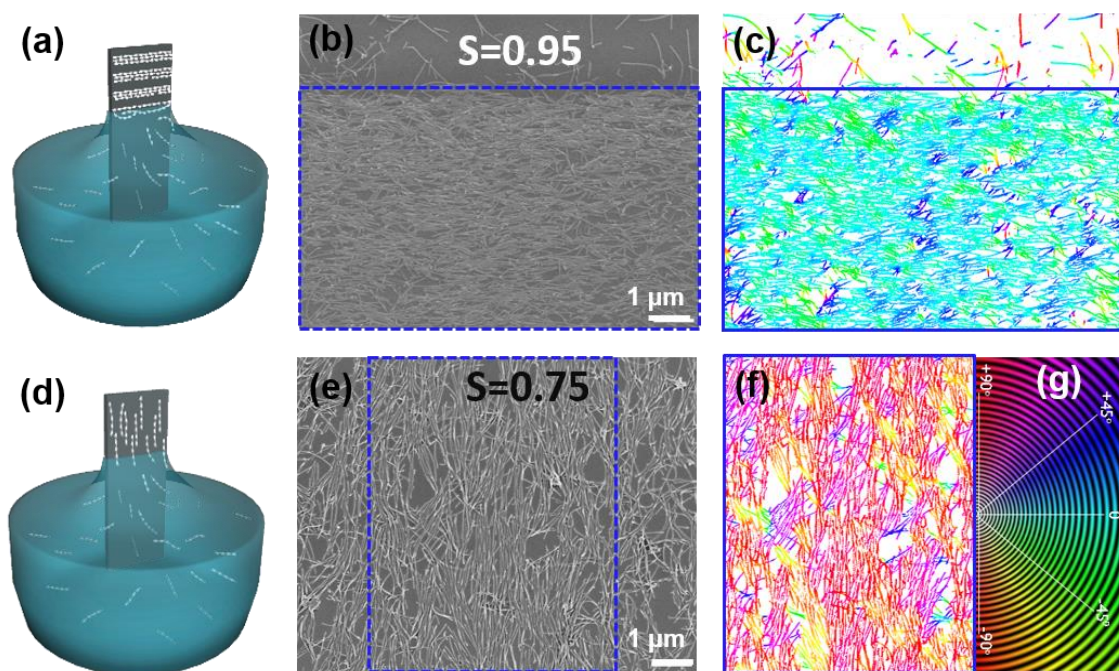 (a)
(b)
S=0.95
1 µm
(c)
(d)
(e)
S=0.75
1 µm
(f)
(g)
+90°
+45°
0
-45°
-90°